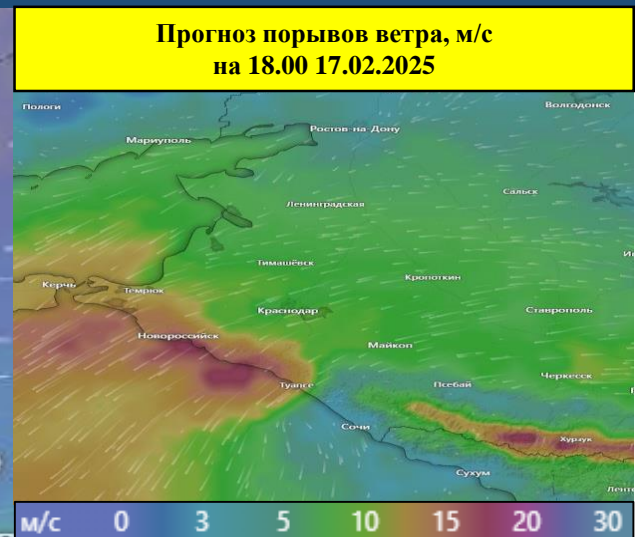 Прогноз порывов ветра, м/с
на 18.00 17.02.2025
Пологи
Волгодонск
Ростов-на-Дону
Мариуполь
Сальск
Ленинградская
Тимашёвск
Кропоткин
Керчь
Темрюк
Краснодар
Ставрополь
Новороссийск
Майкоп
Черкесск
Туапсе
Псебай
Сочи
Хурзук
Сухум
м/с 0 3 5 10 15 20 30